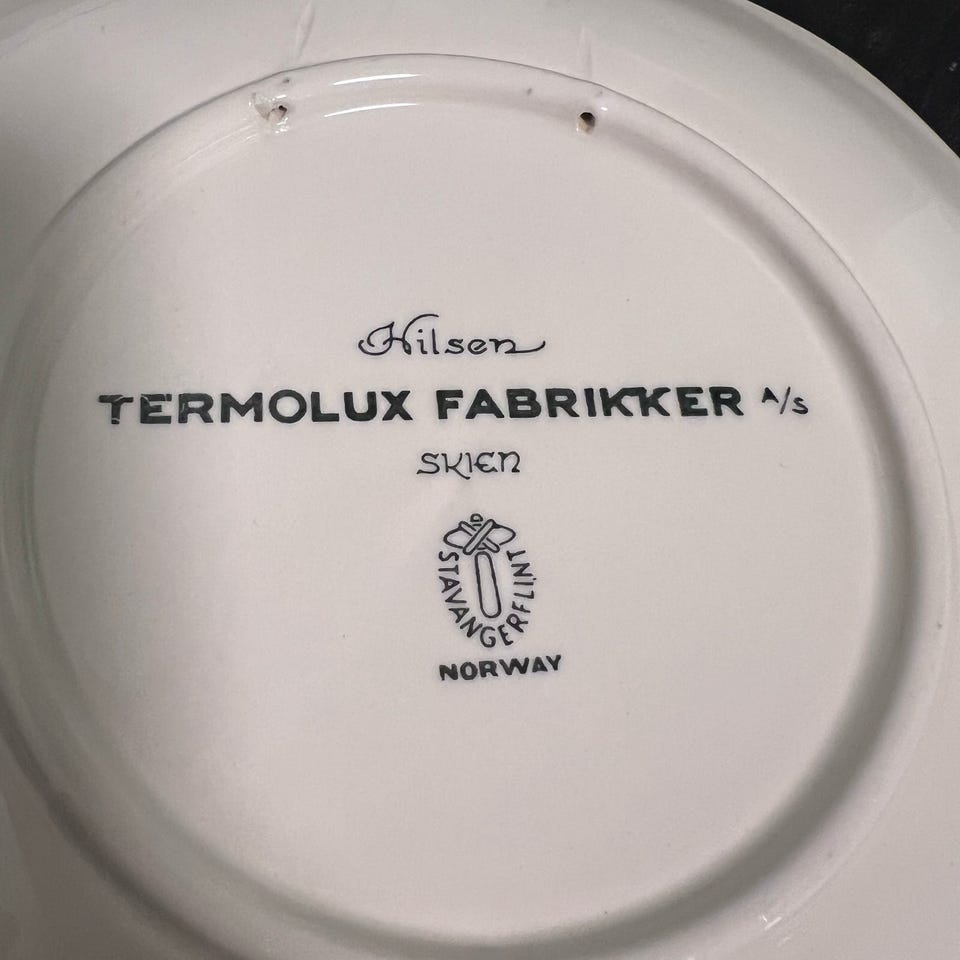 Hilsen
TERMOLUX FABRIKKER A/S
SKIEN
STAVANGERFLINT
NORWAY